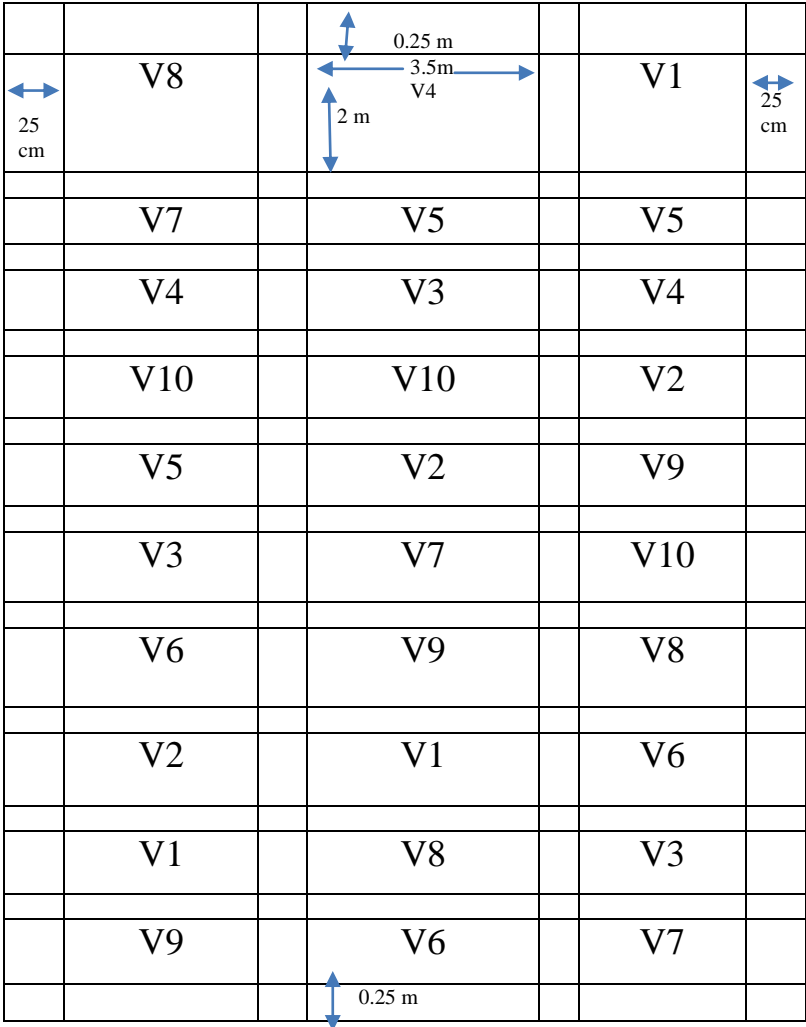 0.25 m
V8
3.5m
V4
V1
2 m
25
cm
25
cm
V7 V5 V5
V4 V3 V4
V10 V10 V2
V5 V2 V9
V3 V7 V10
V6 V9 V8
V2 V1 V6
V1 V8 V3
V9 V6 V7
0.25 m